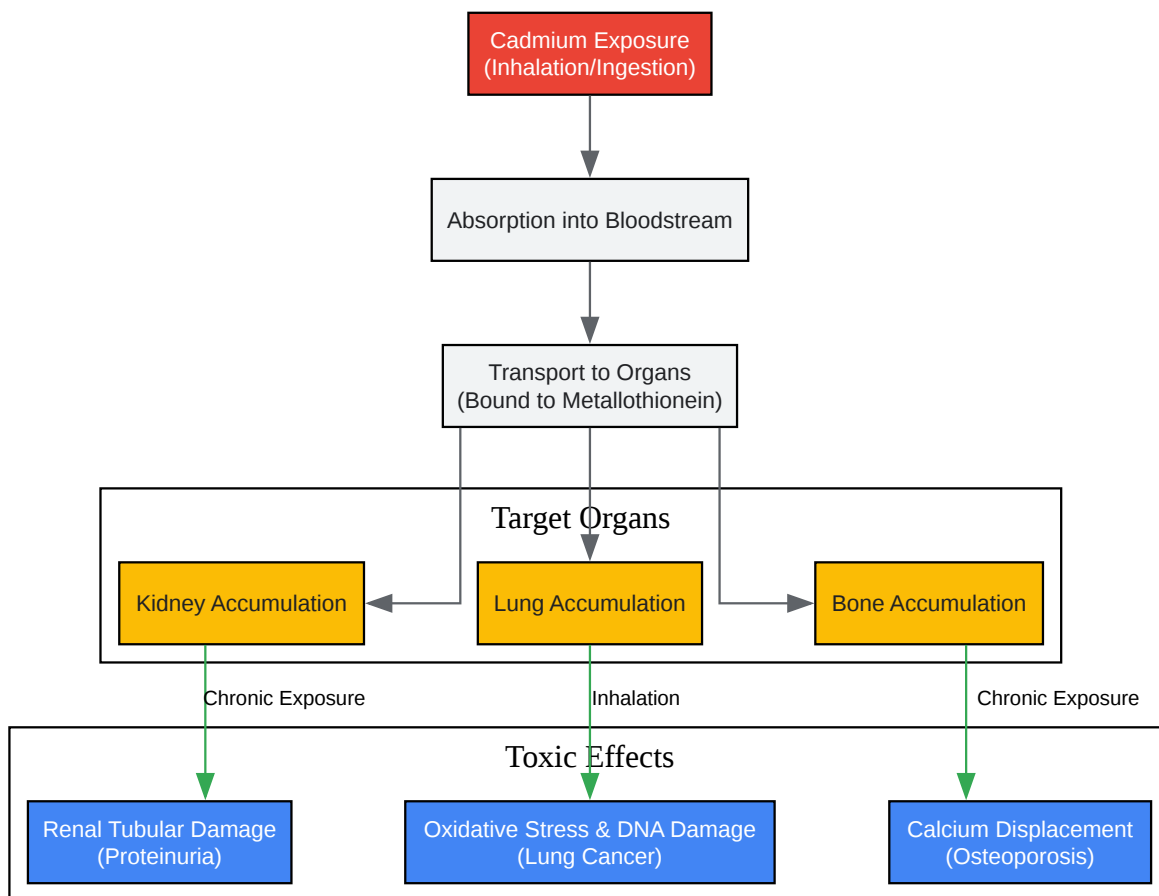 Cadmium Exposure
(Inhalation/Ingestion)
Absorption into Bloodstream
Transport to Organs
(Bound to Metallothionein)
Target Organs
Kidney Accumulation
Lung Accumulation
Bone Accumulation
Chronic Exposure
Inhalation
Chronic Exposure
Toxic Effects
Renal Tubular Damage
(Proteinuria)
Oxidative Stress & DNA Damage
(Lung Cancer)
Calcium Displacement
(Osteoporosis)